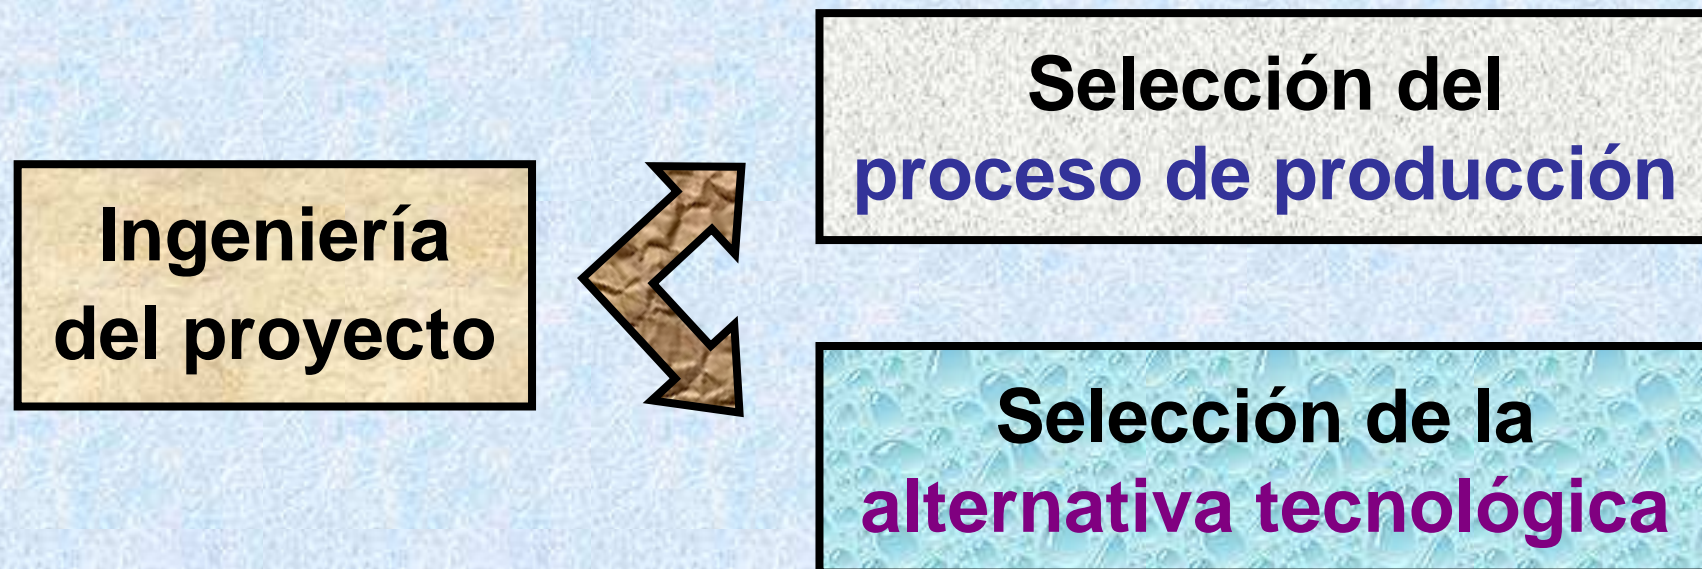 Ingeniería
del proyecto
Selección del
proceso de producción
Selección de la
alternativa tecnológica